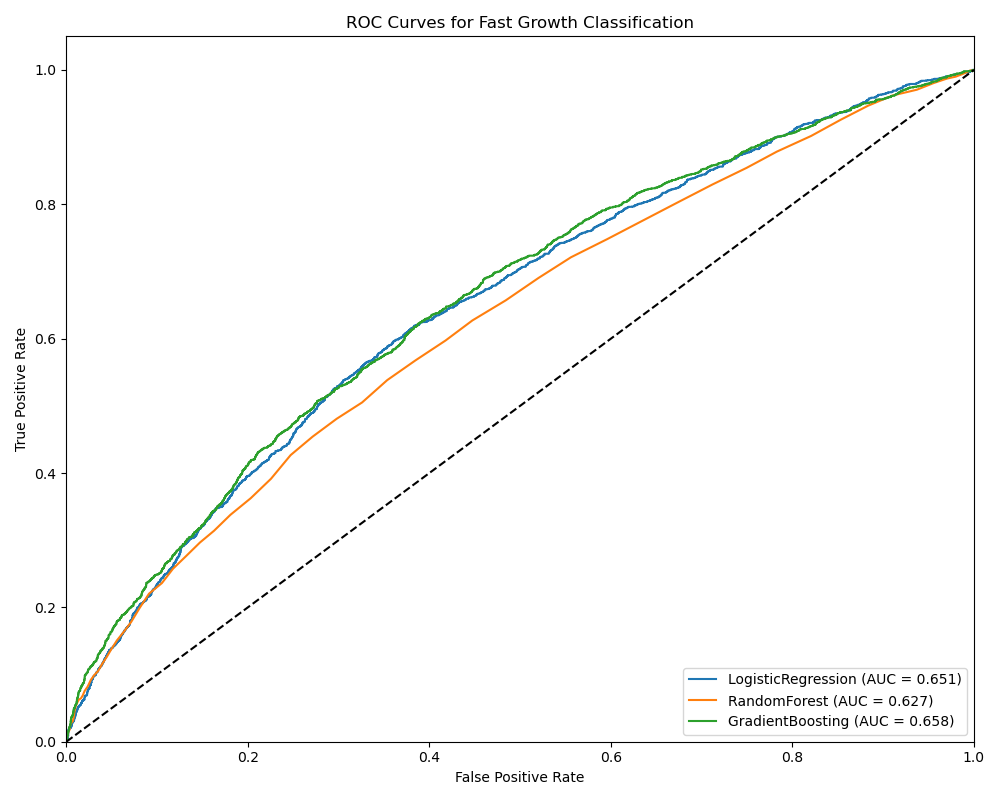 ROC Curves for Fast Growth Classification
True Positive Rate
1.0
0.8
0.6
0.4
0.2
0.0
LogisticRegression (AUC = 0.651)
RandomForest (AUC = 0.627)
GradientBoosting (AUC = 0.658)
0.0 0.2 0.4 0.6 0.8 1.0
False Positive Rate